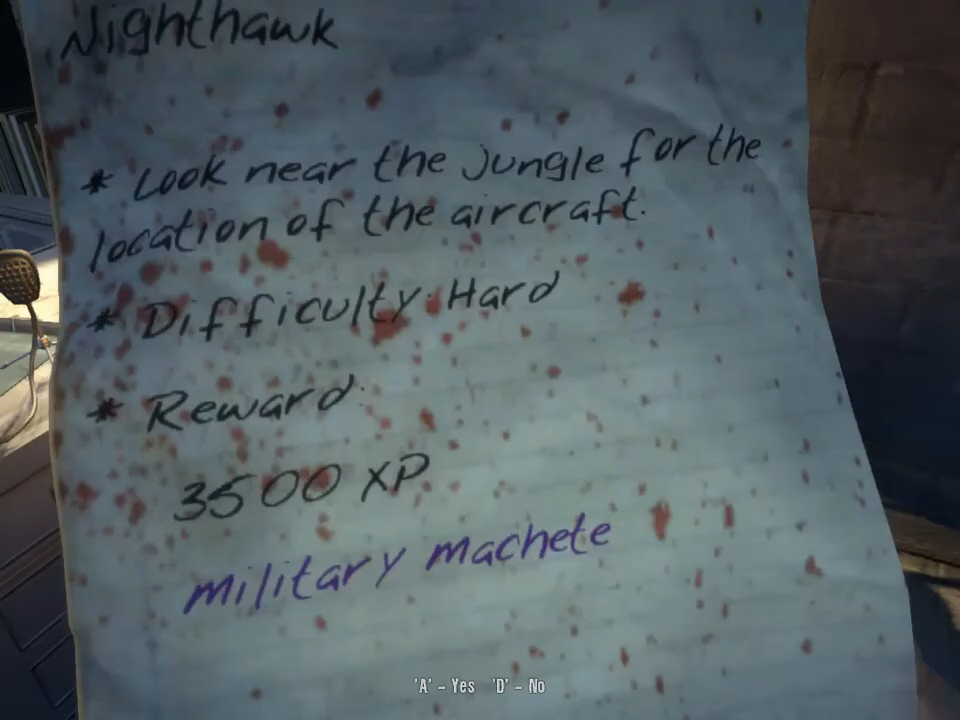 Nighthawk
* Look near the jungle for the
location of the aircraft.
* Difficulty: Hard
* Reward:
3500 XP
military machete
'A' - Yes 'D' - No